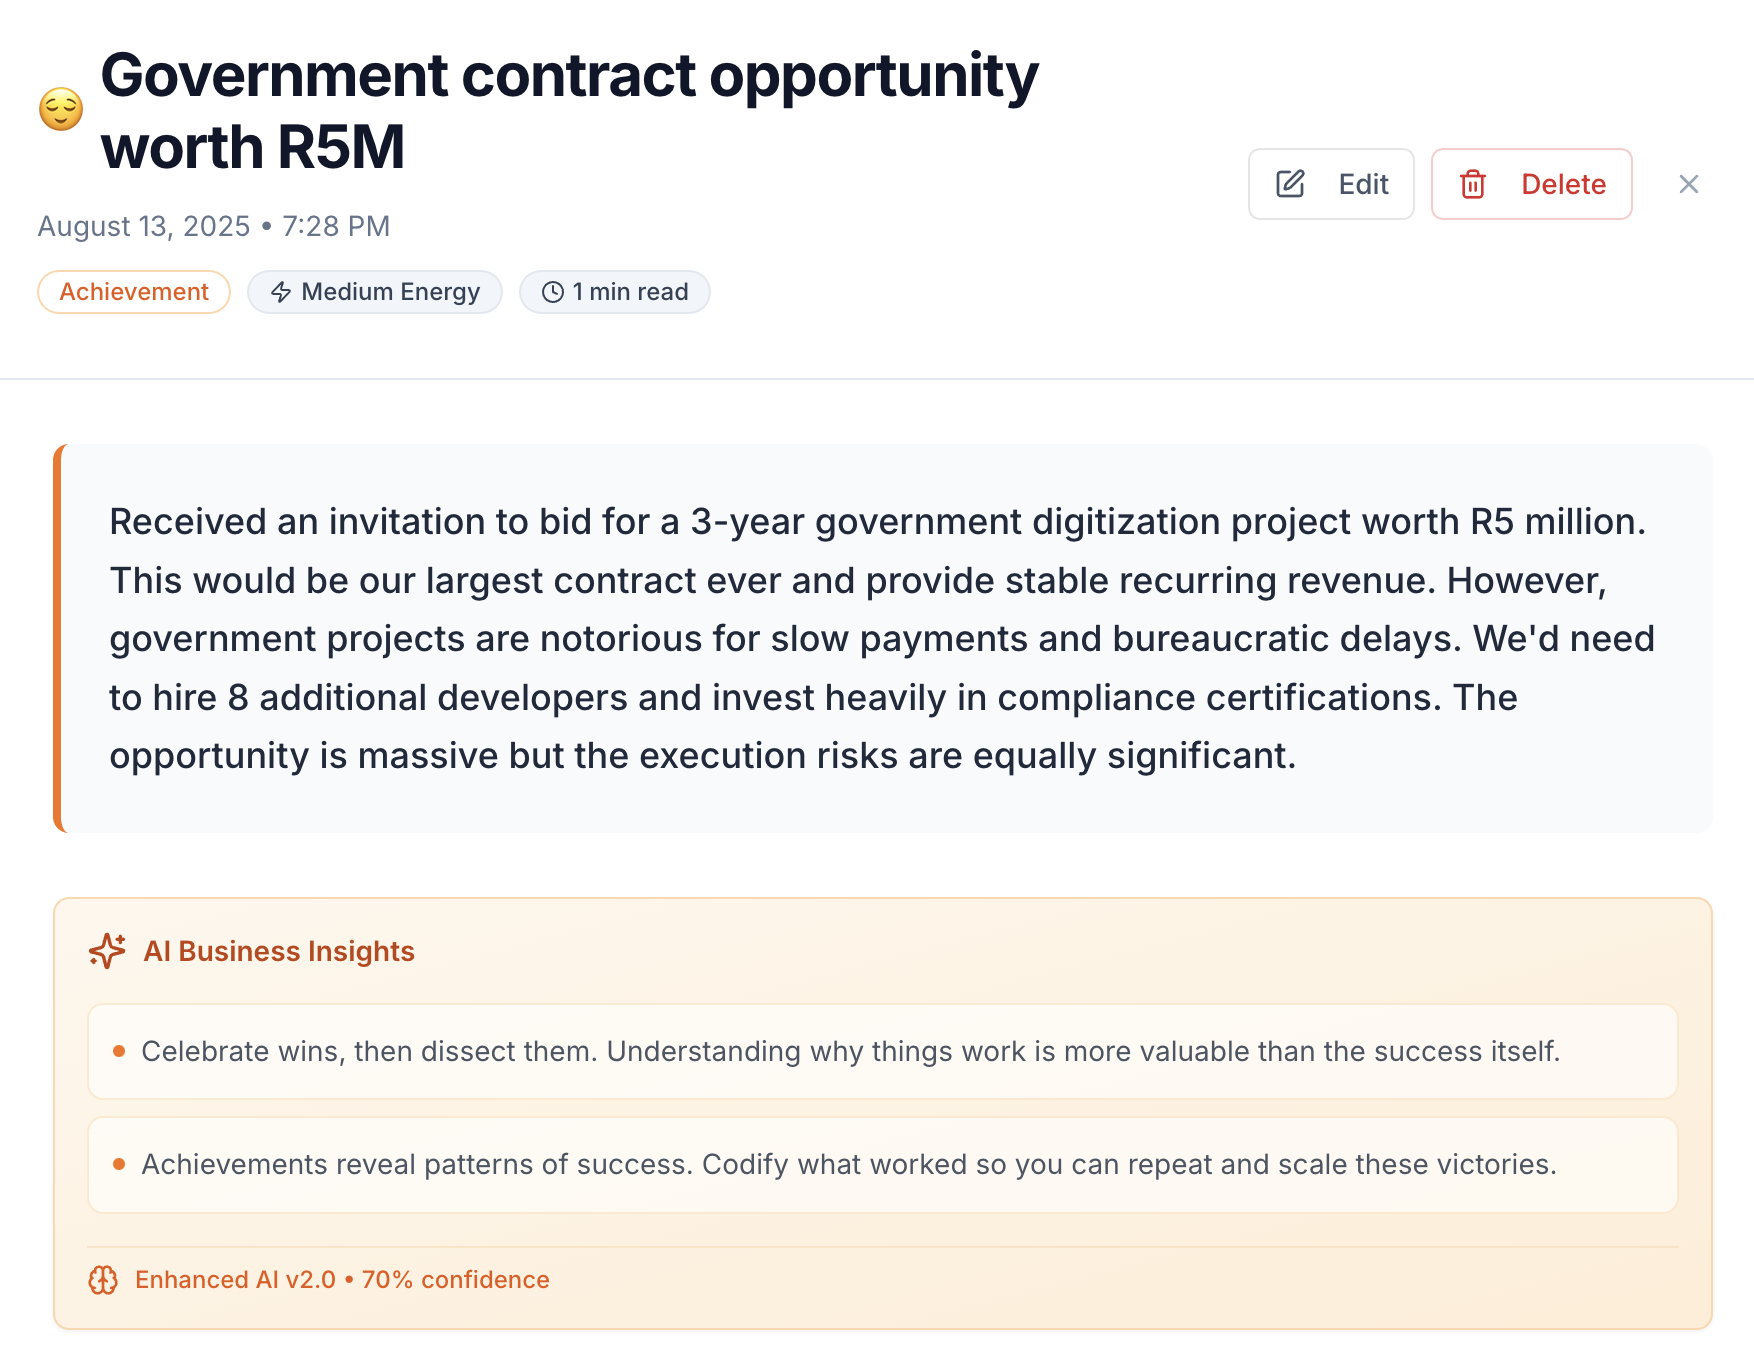 Government contract opportunity
worth R5M
August 13, 2025 • 7:28 PM
Edit
Delete
Achievement
Medium Energy
1 min read
Received an invitation to bid for a 3-year government digitization project worth R5 million.
This would be our largest contract ever and provide stable recurring revenue. However,
government projects are notorious for slow payments and bureaucratic delays. We'd need
to hire 8 additional developers and invest heavily in compliance certifications. The
opportunity is massive but the execution risks are equally significant.
AI Business Insights
• Celebrate wins, then dissect them. Understanding why things work is more valuable than the success itself.
• Achievements reveal patterns of success. Codify what worked so you can repeat and scale these victories.
Enhanced AI v2.0 • 70% confidence